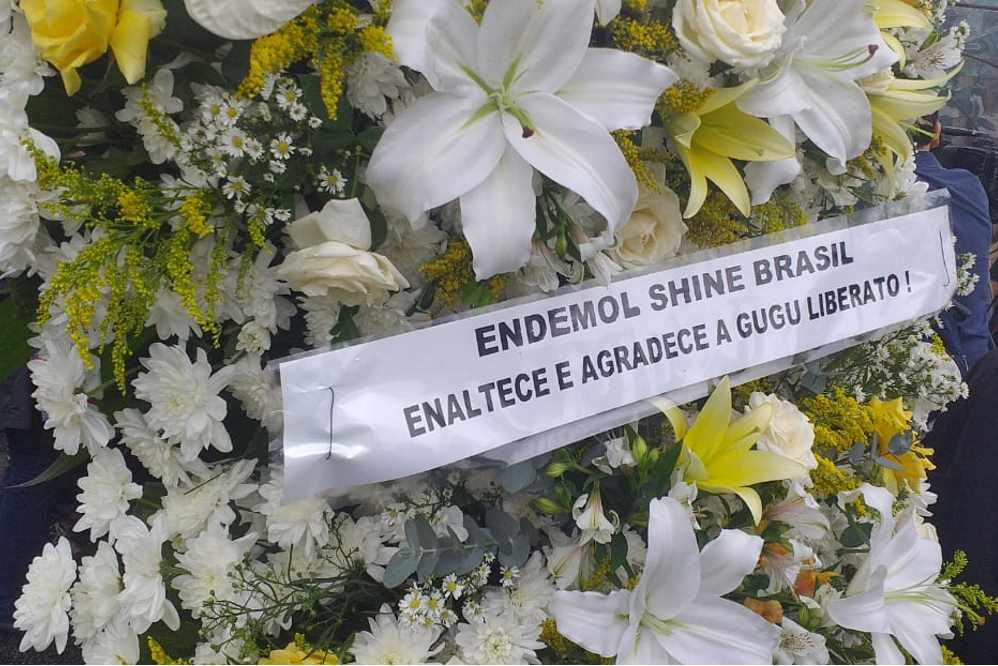 ENDEMOL SHINE BRASIL
ENALTECE E AGRADECE A GUGU LIBERATO !